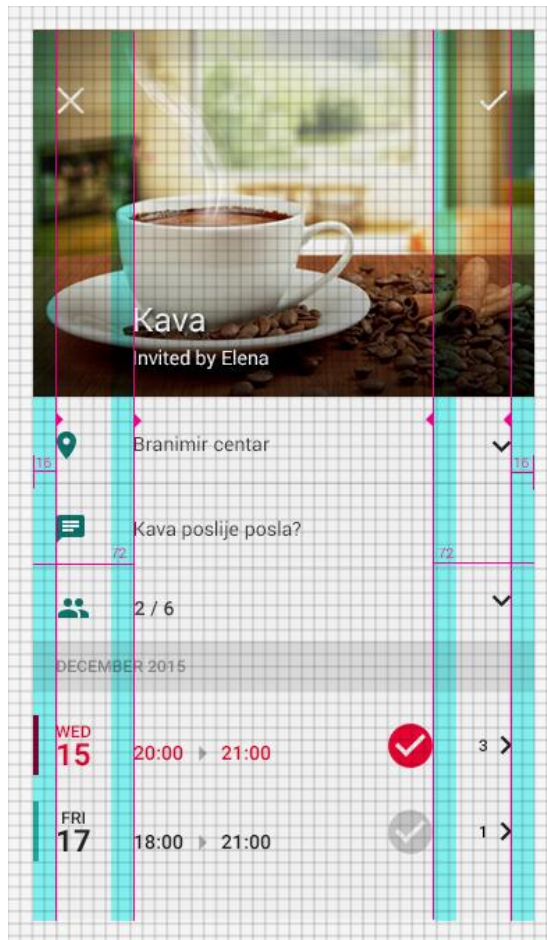 Kava
Invited by Elena
Branimir centar
16
16
Kava poslije posla?
72
72
2 / 6
DECEMBER 2015
WED
15
20:00 21:00
3
FRI
17
18:00 21:00
1